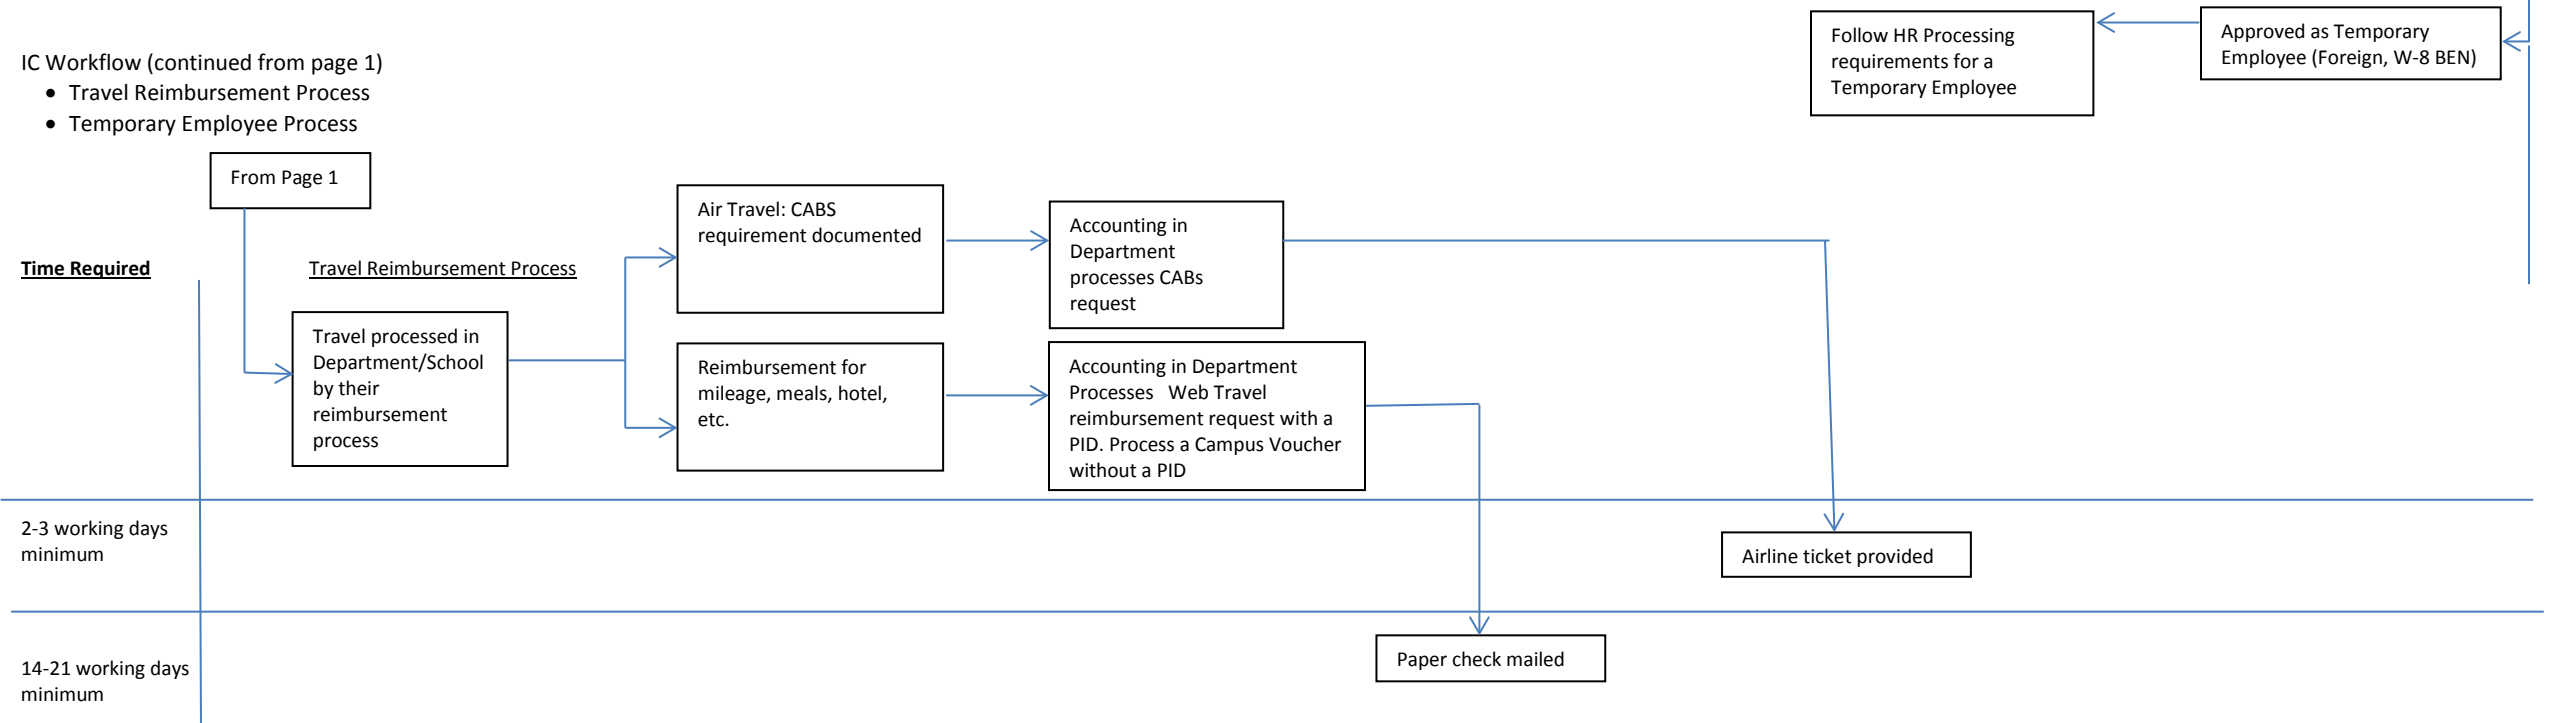 Follow HR Processing
requirements for a
Temporary Employee
Approved as Temporary
Employee (Foreign, W-8 BEN)
IC Workflow (continued from page 1)
• Travel Reimbursement Process
• Temporary Employee Process
From Page 1
Time Required
Travel Reimbursement Process
Travel processed in
Department/School
by their
reimbursement
process
Air Travel: CABS
requirement documented
Accounting in
Department
processes CABs
request
Reimbursement for
mileage, meals, hotel,
etc.
Accounting in Department
Processes   Web Travel
reimbursement request with a
PID. Process a Campus Voucher
without a PID
2-3 working days
minimum
Airline ticket provided
14-21 working days
minimum
Paper check mailed